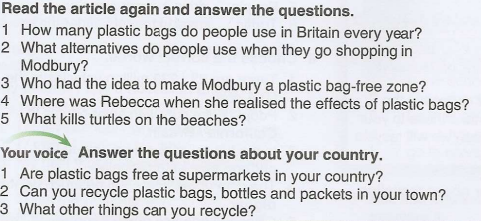 Read the article again and answer the questions.
1 How many plastic bags do people use in Britain every year?
2 What alternatives do people use when they go shopping in
Modbury?
3 Who had the idea to make Modbury a plastic bag-free zone?
4 Where was Rebecca when she realised the effects of plastic bags?
5 What kills turtles on the beaches?
Your voice Answer the questions about your country.
1 Are plastic bags free at supermarkets in your country?
2 Can you recycle plastic bags, bottles and packets in your town?
3 What other things can you recycle?